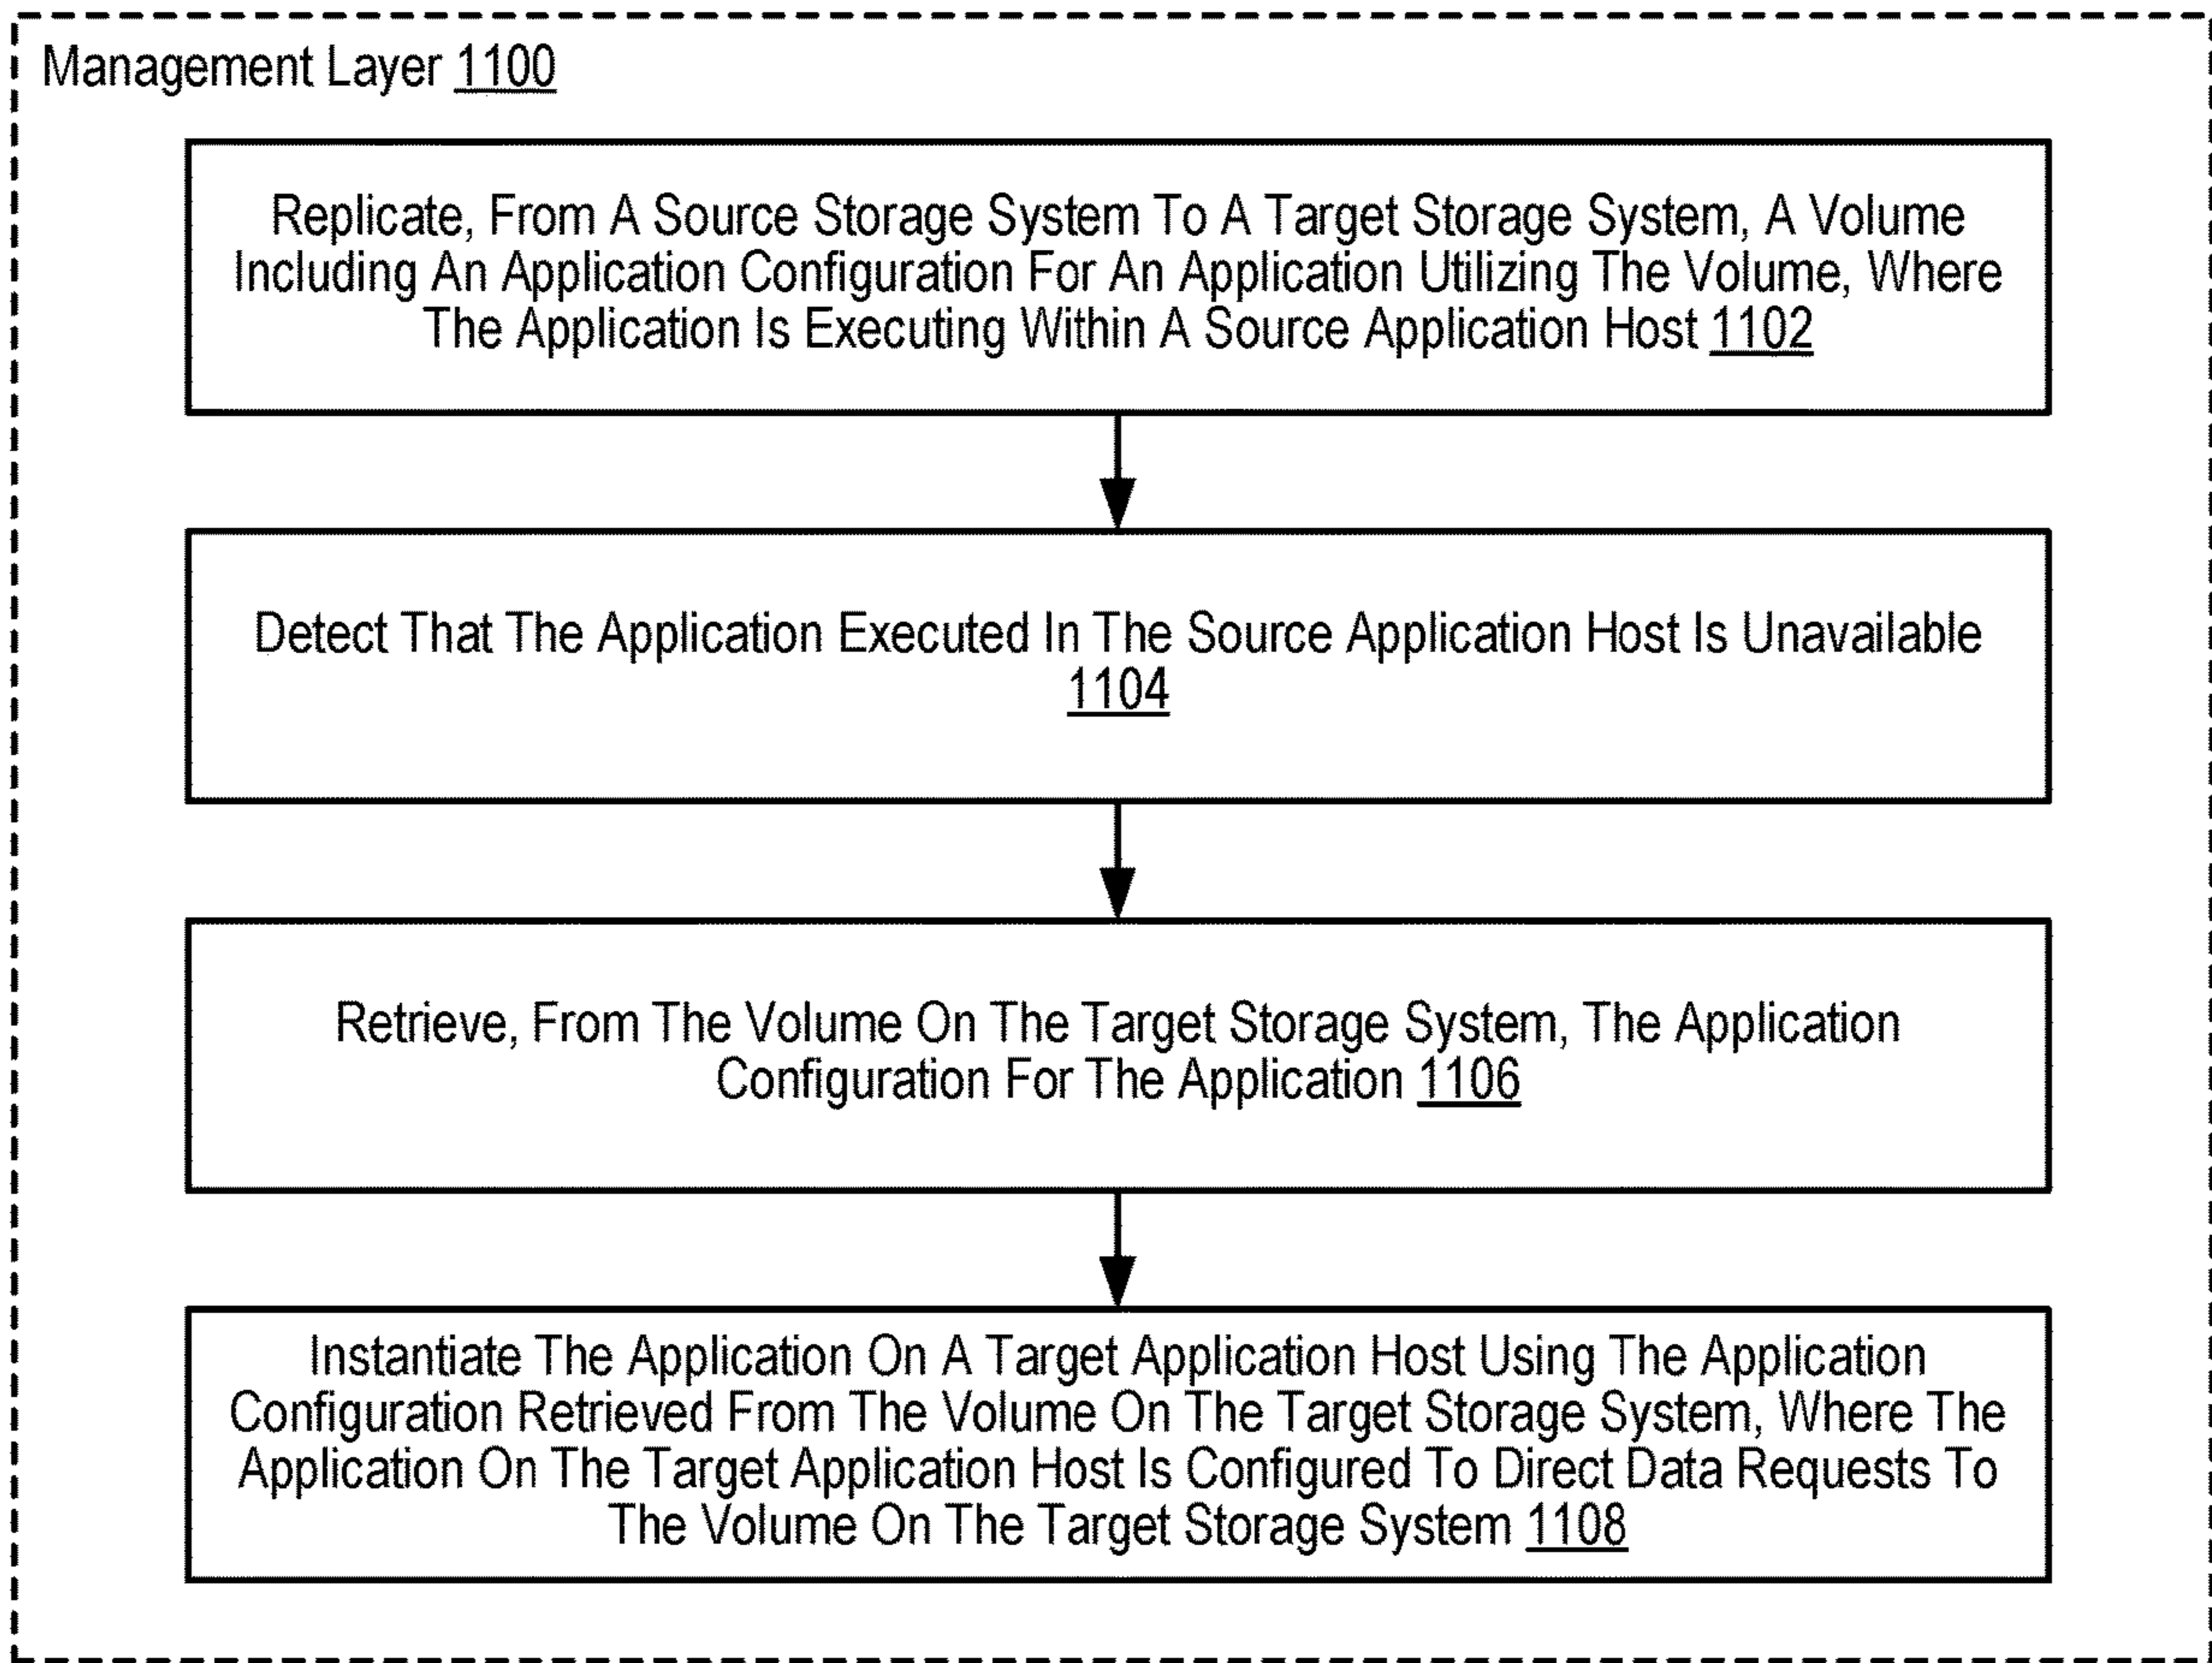 Management Layer 1100
Replicate, From A Source Storage System To A Target Storage System, A Volume
Including An Application Configuration For An Application Utilizing The Volume, Where
The Application Is Executing Within A Source Application Host 1102
Detect That The Application Executed In The Source Application Host Is Unavailable
1104
Retrieve, From The Volume On The Target Storage System, The Application
Configuration For The Application 1106
Instantiate The Application On A Target Application Host Using The Application
Configuration Retrieved From The Volume On The Target Storage System, Where The
Application On The Target Application Host Is Configured To Direct Data Requests To
The Volume On The Target Storage System 1108